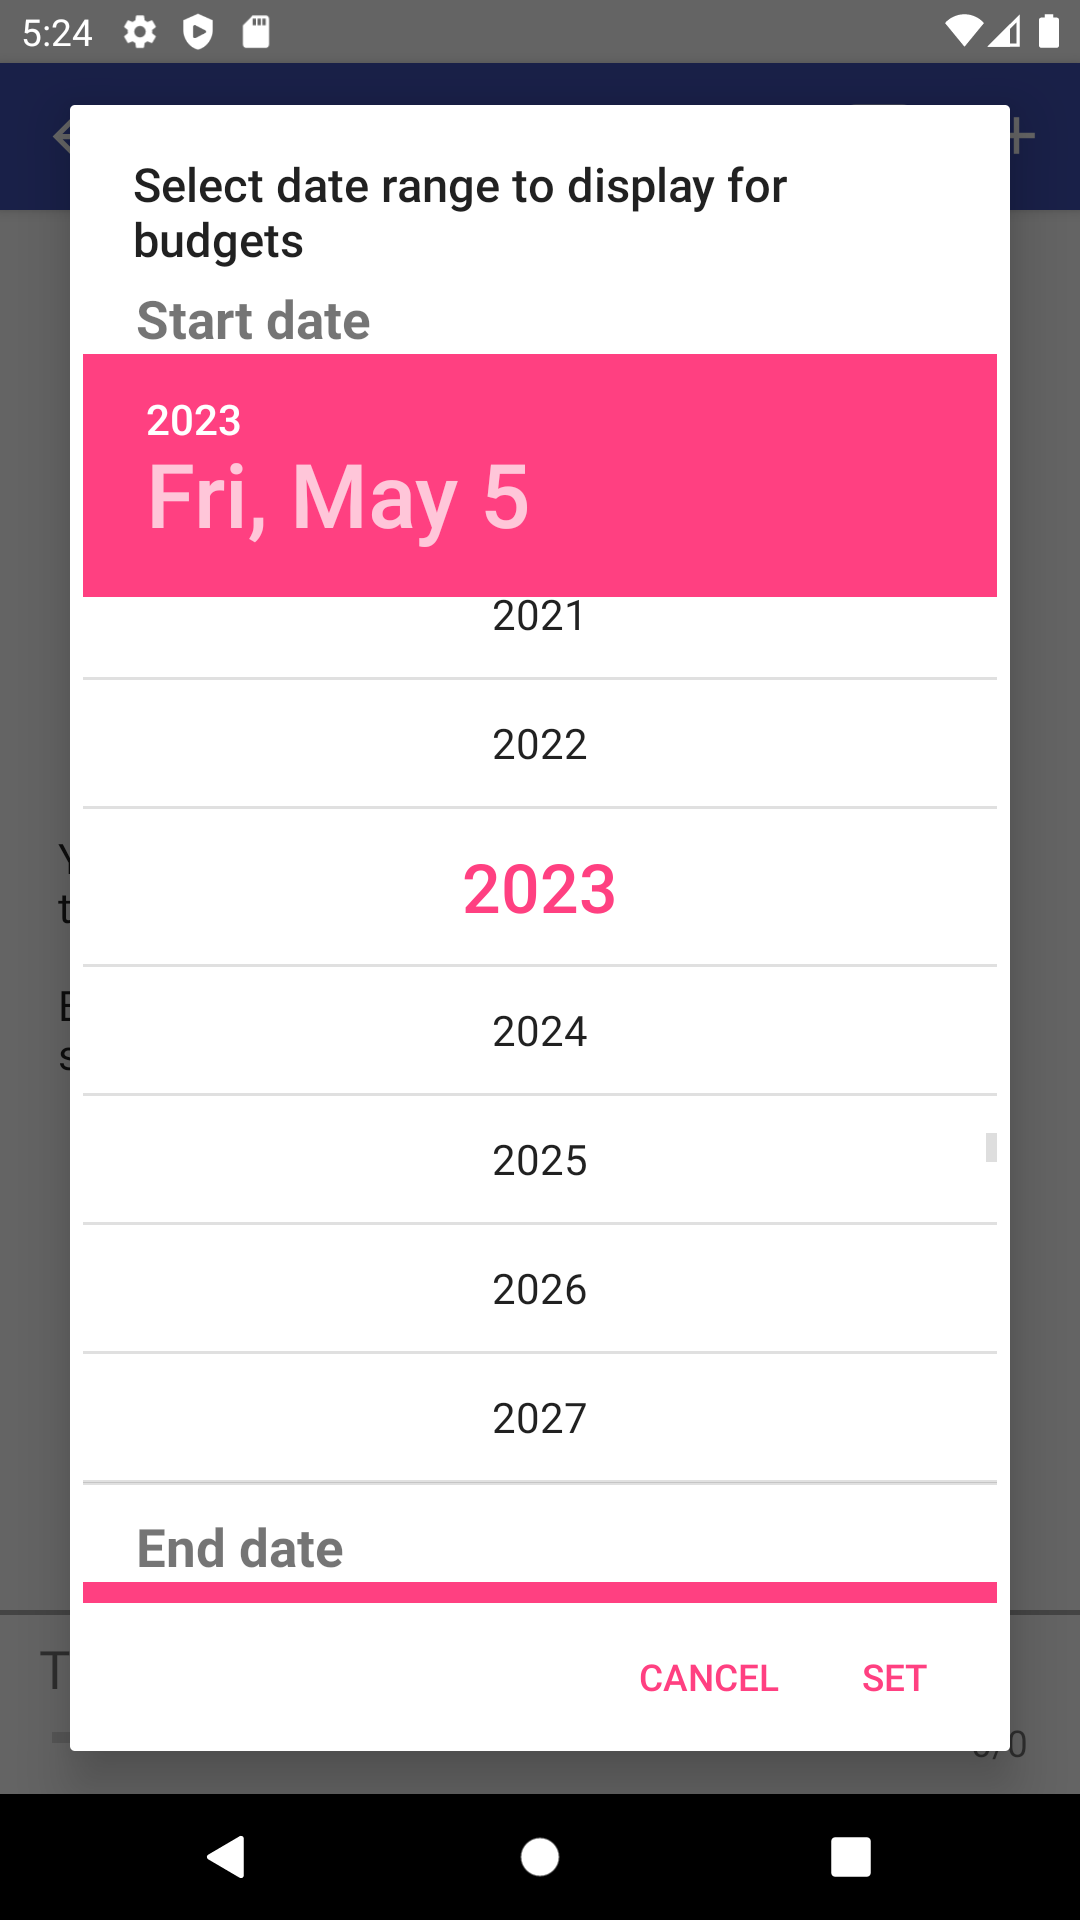 5:24
Select date range to display for
budgets
Start date
2023
Fri, May 5
2021
2022
2023
2024
2025
2026
2027
End date
CANCEL
SET